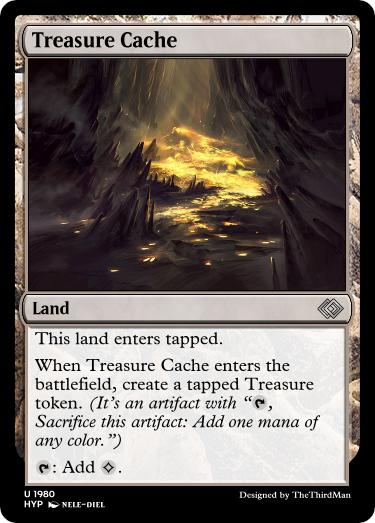 Treasure Cache
Land
This land enters tapped.
When Treasure Cache enters the
battlefield, create a tapped Treasure
token. (It's an artifact with “,
Sacrifice this artifact: Add one mana of
any color.”)
: Add .
U 1980
HYP NELE-DIEL
Designed by TheThirdMan